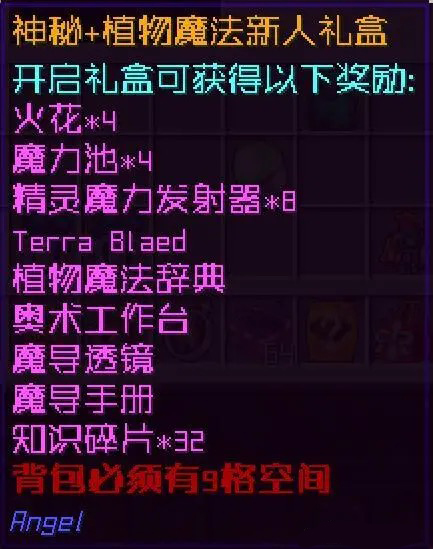 神秘+植物魔法新人礼盒
开启礼盒可获得以下奖励:
火花*4
魔力池*4
精灵魔力发射器*8
Terra Blaed
植物魔法辞典
奥术工作台
魔导透镜
魔导手册
知识碎片*32
背包必须有9格空间
Angel
64